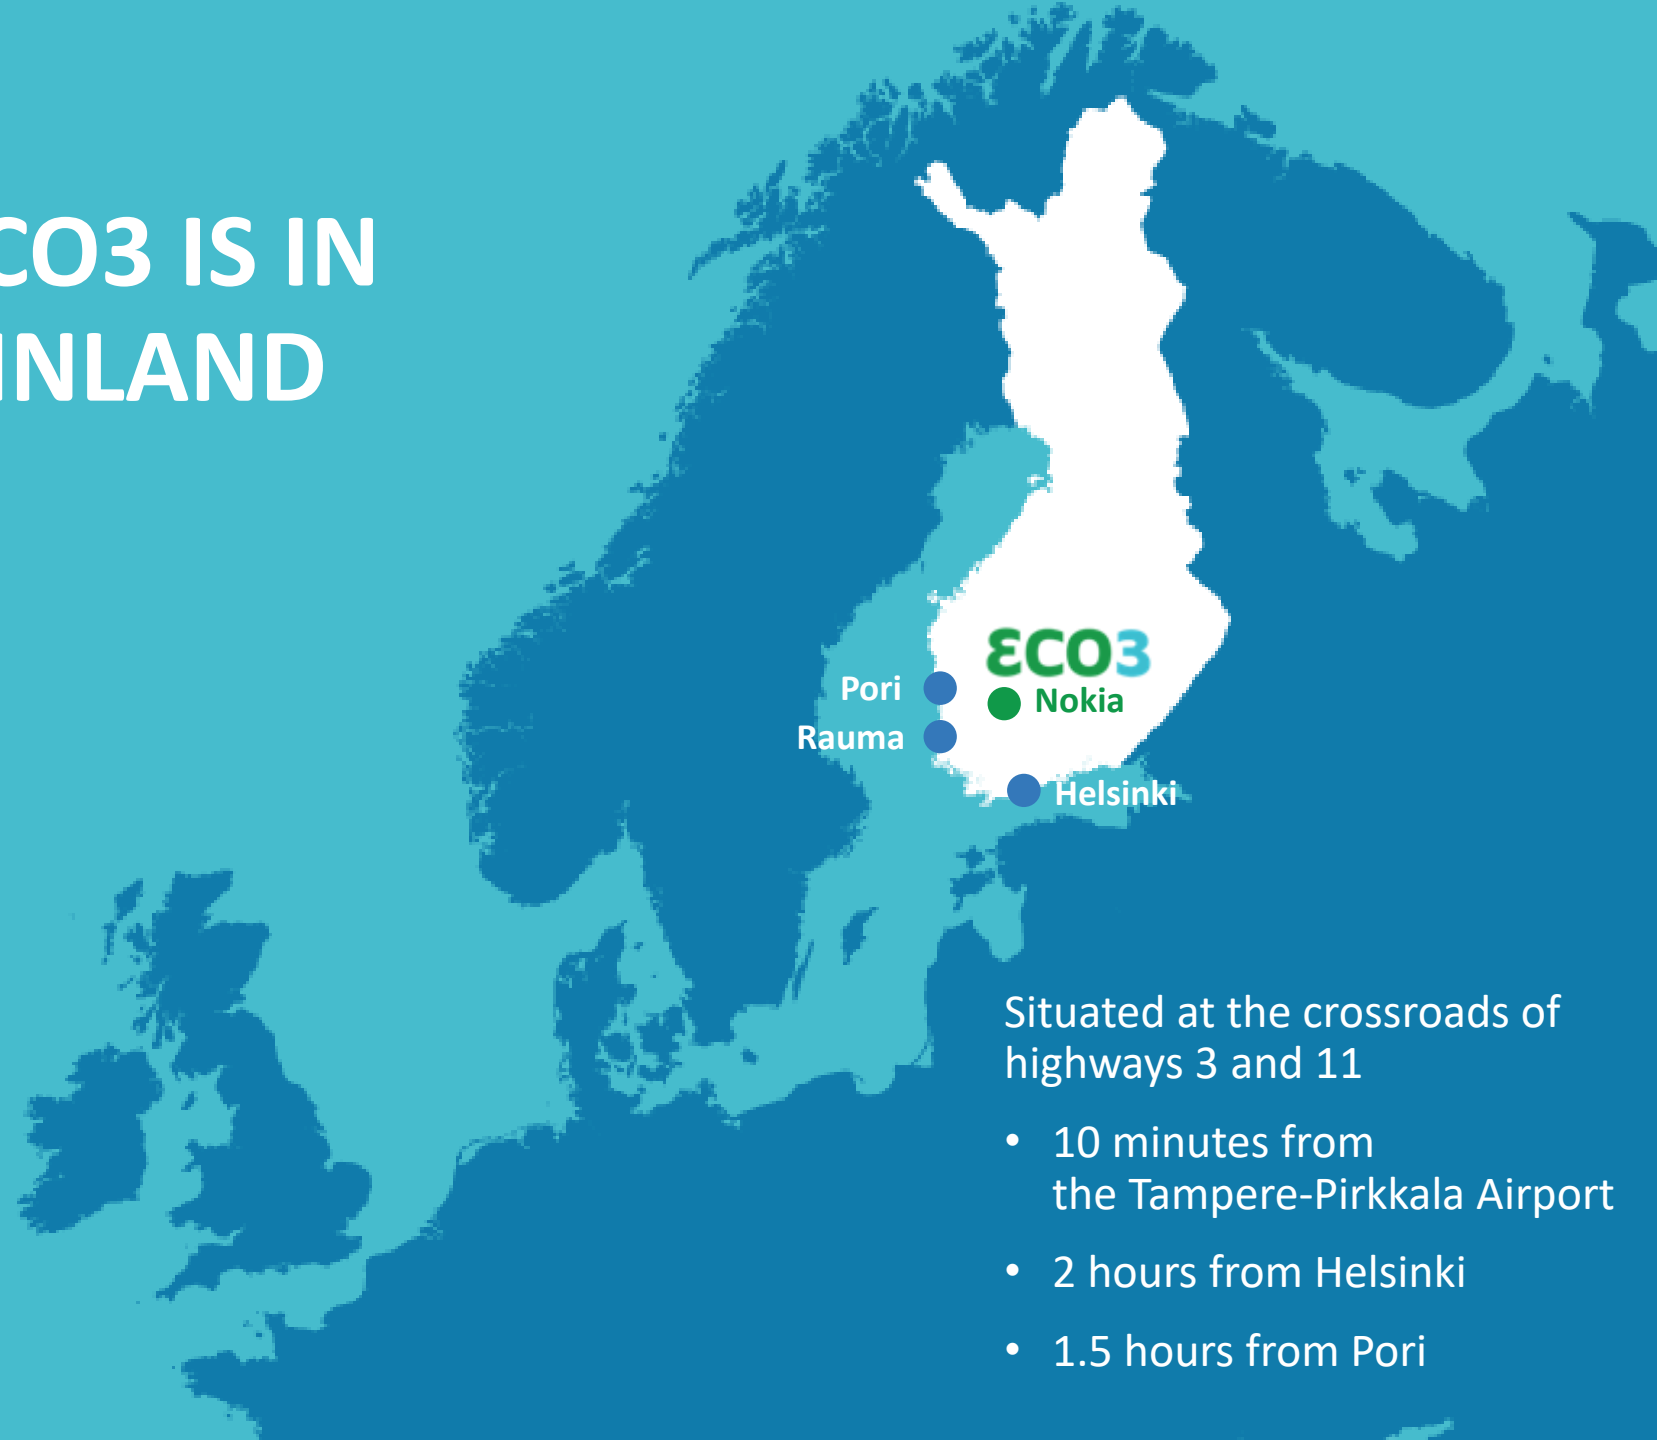 CO3 IS IN
INLAND
ƐCO3
Nokia
Pori
Rauma
Helsinki
Situated at the crossroads of
highways 3 and 11
• 10 minutes from
the Tampere-Pirkkala Airport
• 2 hours from Helsinki
• 1.5 hours from Pori